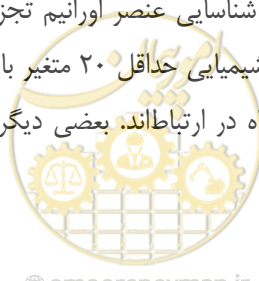 شناسایی عنصر اورانیم تجز
شیمیایی حداقل ۲۰ متغیر با
ه در ارتباط‌اند. بعضی دیگر